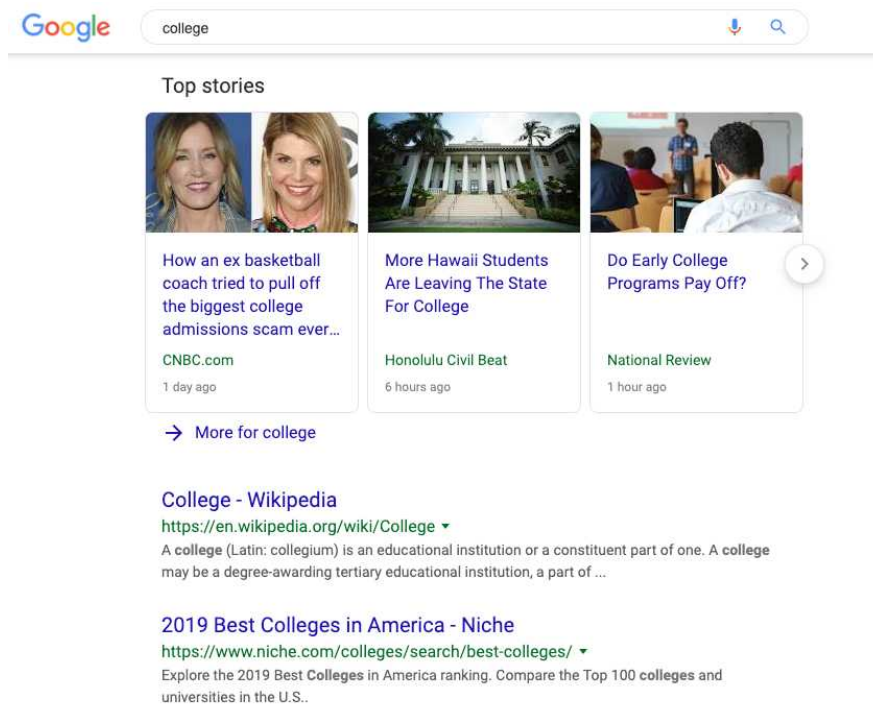 Google
college
Top stories
How an ex basketball
coach tried to pull off
the biggest college
admissions scam ever...
CNBC.com
1 day ago
More Hawaii Students
Are Leaving The State
For College
Honolulu Civil Beat
6 hours ago
Do Early College
Programs Pay Off?
National Review
1 hour ago
More for college
College - Wikipedia
https://en.wikipedia.org/wiki/College
A college (Latin: collegium) is an educational institution or a constituent part of one. A college
may be a degree-awarding tertiary educational institution, a part of ...
2019 Best Colleges in America - Niche
https://www.niche.com/colleges/search/best-colleges/
Explore the 2019 Best Colleges in America ranking. Compare the Top 100 colleges and
universities in the U.S..